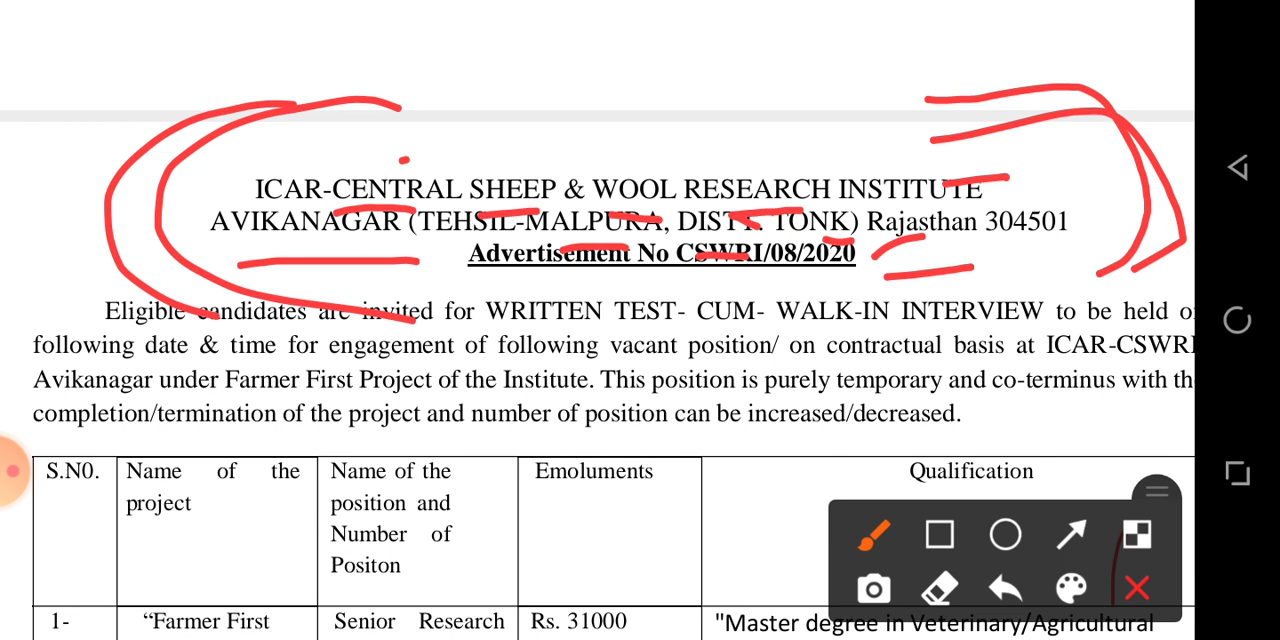 ICAR-CENTRAL SHEEP & WOOL RESEARCH INSTITUTE
AVIKANAGAR (TEHSIL-MALPURA, DISTT. TONK) Rajasthan 304501
Advertisement No CSWRI/08/2020
Eligible candidates are invited for WRITTEN TEST- CUM- WALK-IN INTERVIEW to be held
following date & time for engagement of following vacant position/ on contractual basis at ICAR-CSWRI
Avikanagar under Farmer First Project of the Institute. This position is purely temporary and co-terminus with
completion/termination of the project and number of position can be increased/decreased.
S.N0. Name of the project Name of the position and Number of Positon Emoluments Qualification
1- “Farmer First Senior Research Rs. 31000 "Master degree in Veterinary/Agricultural